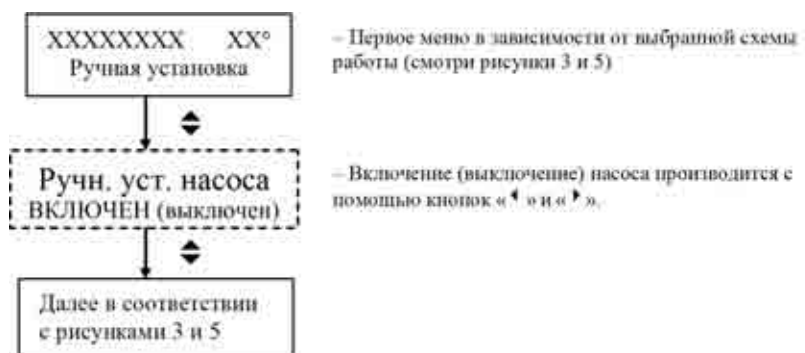 XXXXXXXX XX°
Ручная установка
– Первое меню в зависимости от выбранной схемы
работы (смотри рисунки 3 и 5)
Ручн. уст. насоса
ВКЛЮЧЕН (выключен)
– Включение (выключение) насоса производится с
помощью кнопок «◀» и «▶».
Далее в соответствии
с рисунками 3 и 5